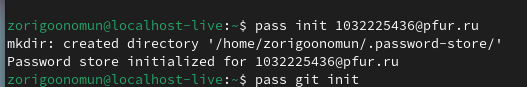 zorigoonomun@localhost-live:~$ pass init 1032225436@pfur.ru
mkdir: created directory '/home/zorigoonomun/.password-store/'
Password store initialized for 1032225436@pfur.ru
zorigoonomun@localhost-live:~$ pass git init